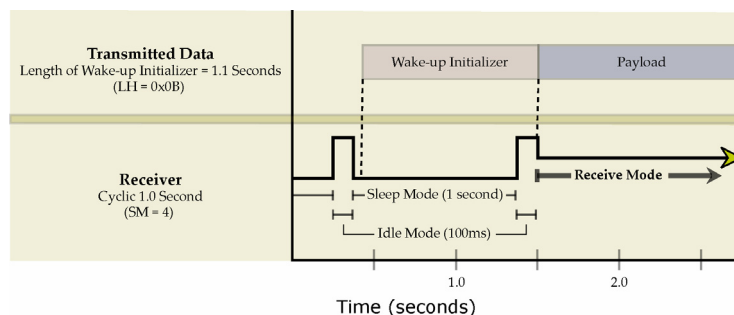 Transmitted Data
Length of Wake-up Initializer = 1.1 Seconds
(LH = 0x0B)
Wake-up Initializer
Payload
Receiver
Cyclic 1.0 Second
(SM = 4)
Sleep Mode (1 second)
Receive Mode
Idle Mode (100ms)
1.0
2.0
Time (seconds)